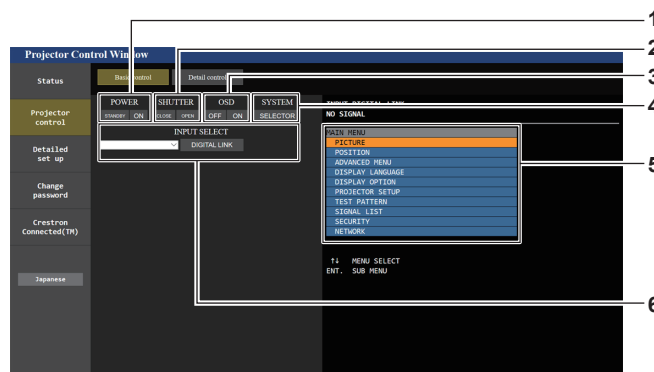 1
2
3
4
5
6
Projector Control Window
Status
Projector
control
Detailed
set up
Change
password
Crestron
Connected(TM)
Japanese
Basic control
Detail control
POWER
STANDBY ON
SHUTTER
CLOSE OPEN
OSD
OFF ON
SYSTEM
SELECTOR
INPUT SELECT
DIGITAL LINK
INPUT DIGITAL LINK
NO SIGNAL
MAIN MENU
PICTURE
POSITION
ADVANCED MENU
DISPLAY LANGUAGE
DISPLAY OPTION
PROJECTOR SETUP
TEST PATTERN
SIGNAL LIST
SECURITY
NETWORK
↑↓ MENU SELECT
ENT. SUB MENU